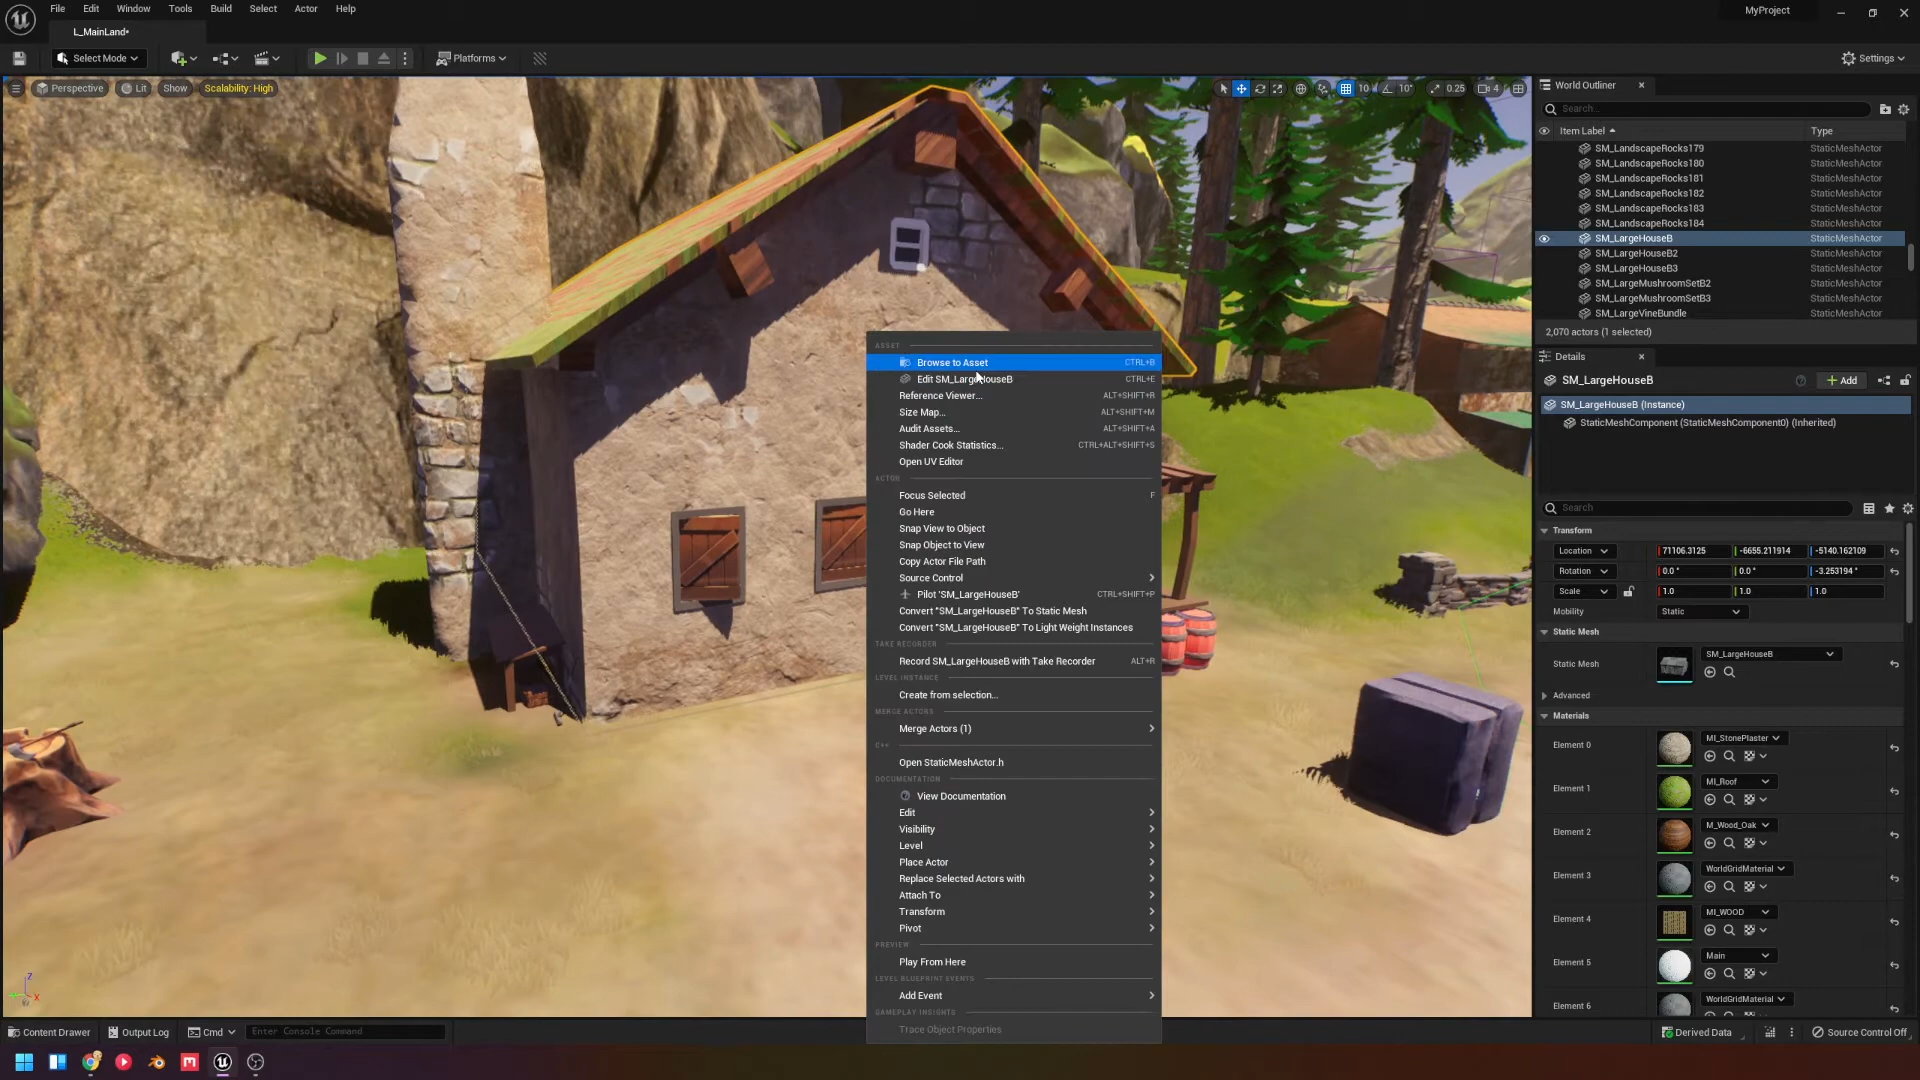 File Edit Window Tools Build Select Actor Help
MyProject
L_MainLand*
Select Mode
Platforms
Settings
Perspective Lit Show Scalability: High
10 10° 0.25 4
World Outliner
Search...
Item Label Type
SM_LandscapeRocks179 StaticMeshActor
SM_LandscapeRocks180 StaticMeshActor
SM_LandscapeRocks181 StaticMeshActor
SM_LandscapeRocks182 StaticMeshActor
SM_LandscapeRocks183 StaticMeshActor
SM_LandscapeRocks184 StaticMeshActor
SM_LargeHouseB StaticMeshActor
SM_LargeHouseB2 StaticMeshActor
SM_LargeHouseB3 StaticMeshActor
SM_LargeMushroomSetB2 StaticMeshActor
SM_LargeMushroomSetB3 StaticMeshActor
SM_LargeVineBundle StaticMeshActor
2,070 actors (1 selected)
Details
SM_LargeHouseB
Add
SM_LargeHouseB (Instance)
StaticMeshComponent (StaticMeshComponent0) (Inherited)
Search
Transform
Location 71106.3125 -6655.211914 -5140.162109
Rotation 0.0 ° 0.0 ° -3.253194 °
Scale 1.0 1.0 1.0
Mobility Static
Static Mesh
Static Mesh SM_LargeHouseB
Advanced
Materials
Element 0 MI_StonePlaster
Element 1 MI_Roof
Element 2 M_Wood_Oak
Element 3 WorldGridMaterial
Element 4 MI_WOOD
Element 5 Main
Element 6 WorldGridMaterial
ASSET
Browse to Asset CTRL+B
Edit SM_LargeHouseB CTRL+E
Reference Viewer... ALT+SHIFT+R
Size Map... ALT+SHIFT+M
Audit Assets... ALT+SHIFT+A
Shader Cook Statistics... CTRL+ALT+SHIFT+S
Open UV Editor
ACTOR
Focus Selected F
Go Here
Snap View to Object
Snap Object to View
Copy Actor File Path
Source Control
Pilot 'SM_LargeHouseB' CTRL+SHIFT+P
Convert "SM_LargeHouseB" To Static Mesh
Convert "SM_LargeHouseB" To Light Weight Instances
TAKE RECORDER
Record SM_LargeHouseB with Take Recorder ALT+R
LEVEL INSTANCE
Create from selection...
MERGE ACTORS
Merge Actors (1)
C++
Open StaticMeshActor.h
DOCUMENTATION
View Documentation
Edit
Visibility
Level
Place Actor
Replace Selected Actors with
Attach To
Transform
Pivot
PREVIEW
Play From Here
LEVEL BLUEPRINT EVENTS
Add Event
GAMEPLAY INSIGHTS
Trace Object Properties
Z
X
Content Drawer Output Log Cmd Enter Console Command
Derived Data Source Control Off